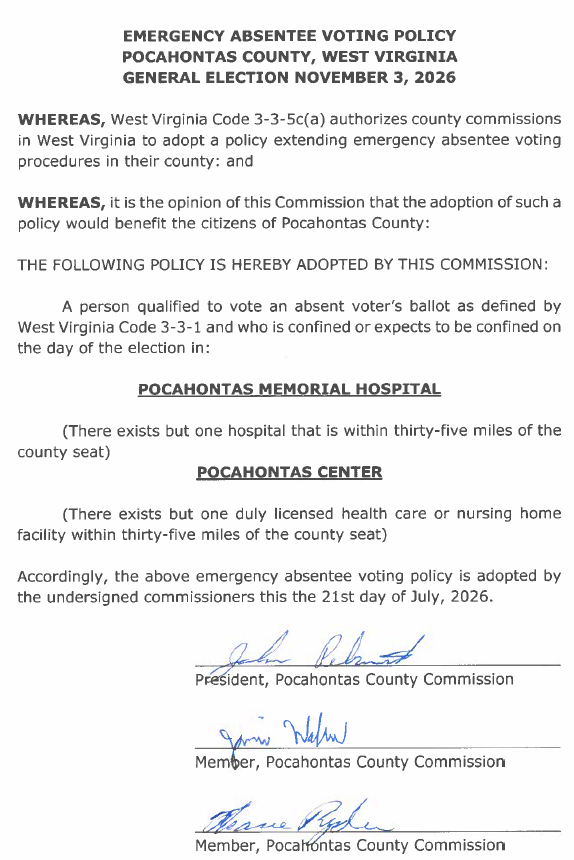 EMERGENCY ABSENTEE VOTING POLICY
POCAHONTAS COUNTY, WEST VIRGINIA
GENERAL ELECTION NOVEMBER 3, 2026
WHEREAS, West Virginia Code 3-3-5c(a) authorizes county commissions
in West Virginia to adopt a policy extending emergency absentee voting
procedures in their county: and
WHEREAS, it is the opinion of this Commission that the adoption of such a
policy would benefit the citizens of Pocahontas County:
THE FOLLOWING POLICY IS HEREBY ADOPTED BY THIS COMMISSION:
A person qualified to vote an absent voter's ballot as defined by
West Virginia Code 3-3-1 and who is confined or expects to be confined on
the day of the election in:
POCAHONTAS MEMORIAL HOSPITAL
(There exists but one hospital that is within thirty-five miles of the
county seat)
POCAHONTAS CENTER
(There exists but one duly licensed health care or nursing home
facility within thirty-five miles of the county seat)
Accordingly, the above emergency absentee voting policy is adopted by
the undersigned commissioners this the 21st day of July, 2026.
John
President, Pocahontas County Commission
Member, Pocahontas County Commission
Member, Pocahontas County Commission